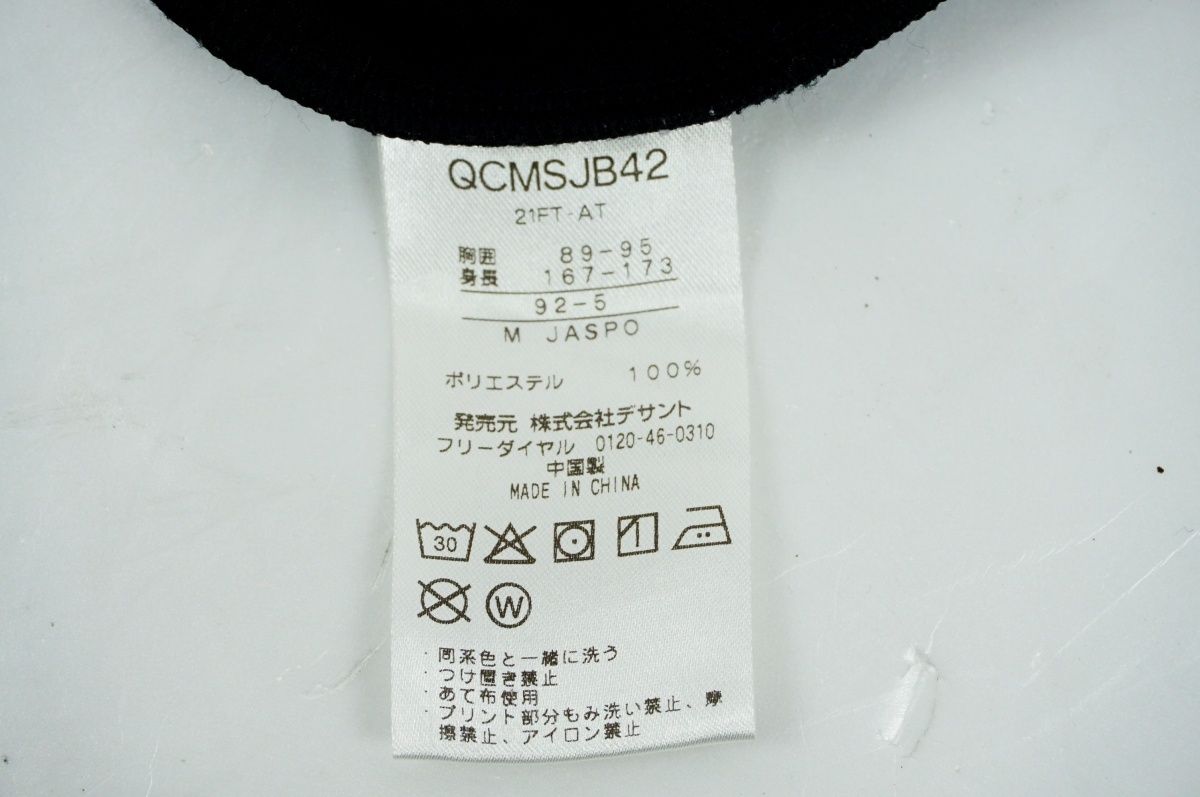 QCMSJB42
21FT-AT
胸囲 89-95
身長 167-173
92-5
M JASPO
ポリエステル 100%
発売元 株式会社デサント
フリーダイヤル 0120-46-0310
中国製
MADE IN CHINA
30
W
・同系色と一緒に洗う
・つけ置き禁止
・あて布使用
・プリント部分もみ洗い禁止、摩
擦禁止、アイロン禁止